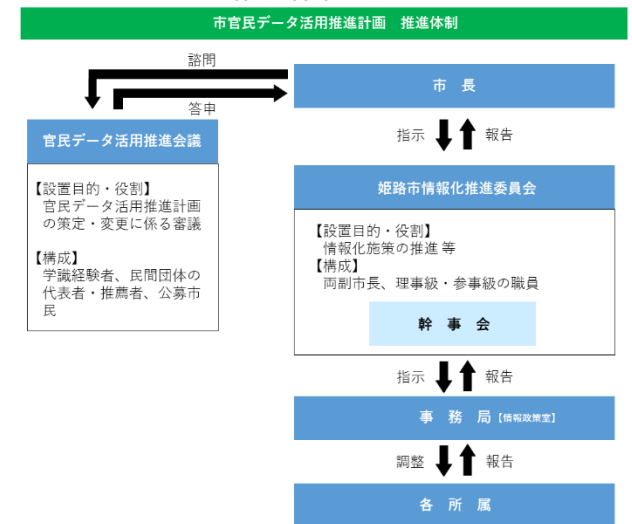 市官民データ活用推進計画 推進体制
諮問
答申
市 長
指示
報告
官民データ活用推進会議
【設置目的・役割】
官民データ活用推進計画
の策定・変更に係る審議
【構成】
学識経験者、民間団体の
代表者・推薦者、公募市
民
姫路市情報化推進委員会
【設置目的・役割】
情報化施策の推進 等
【構成】
両副市長、理事級・参事級の職員
幹 事 会
指示
報告
事 務 局【情報政策室】
調整
報告
各 所 属